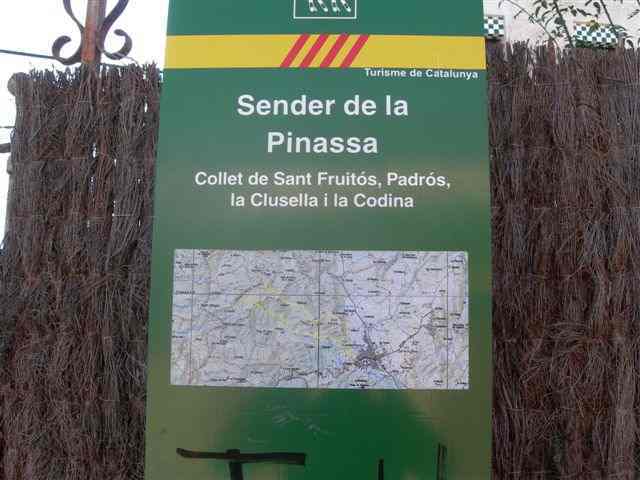 Turisme de Catalunya
Sender de la
Pinassa
Collet de Sant Fruitós, Padrós,
la Clusella i la Codina